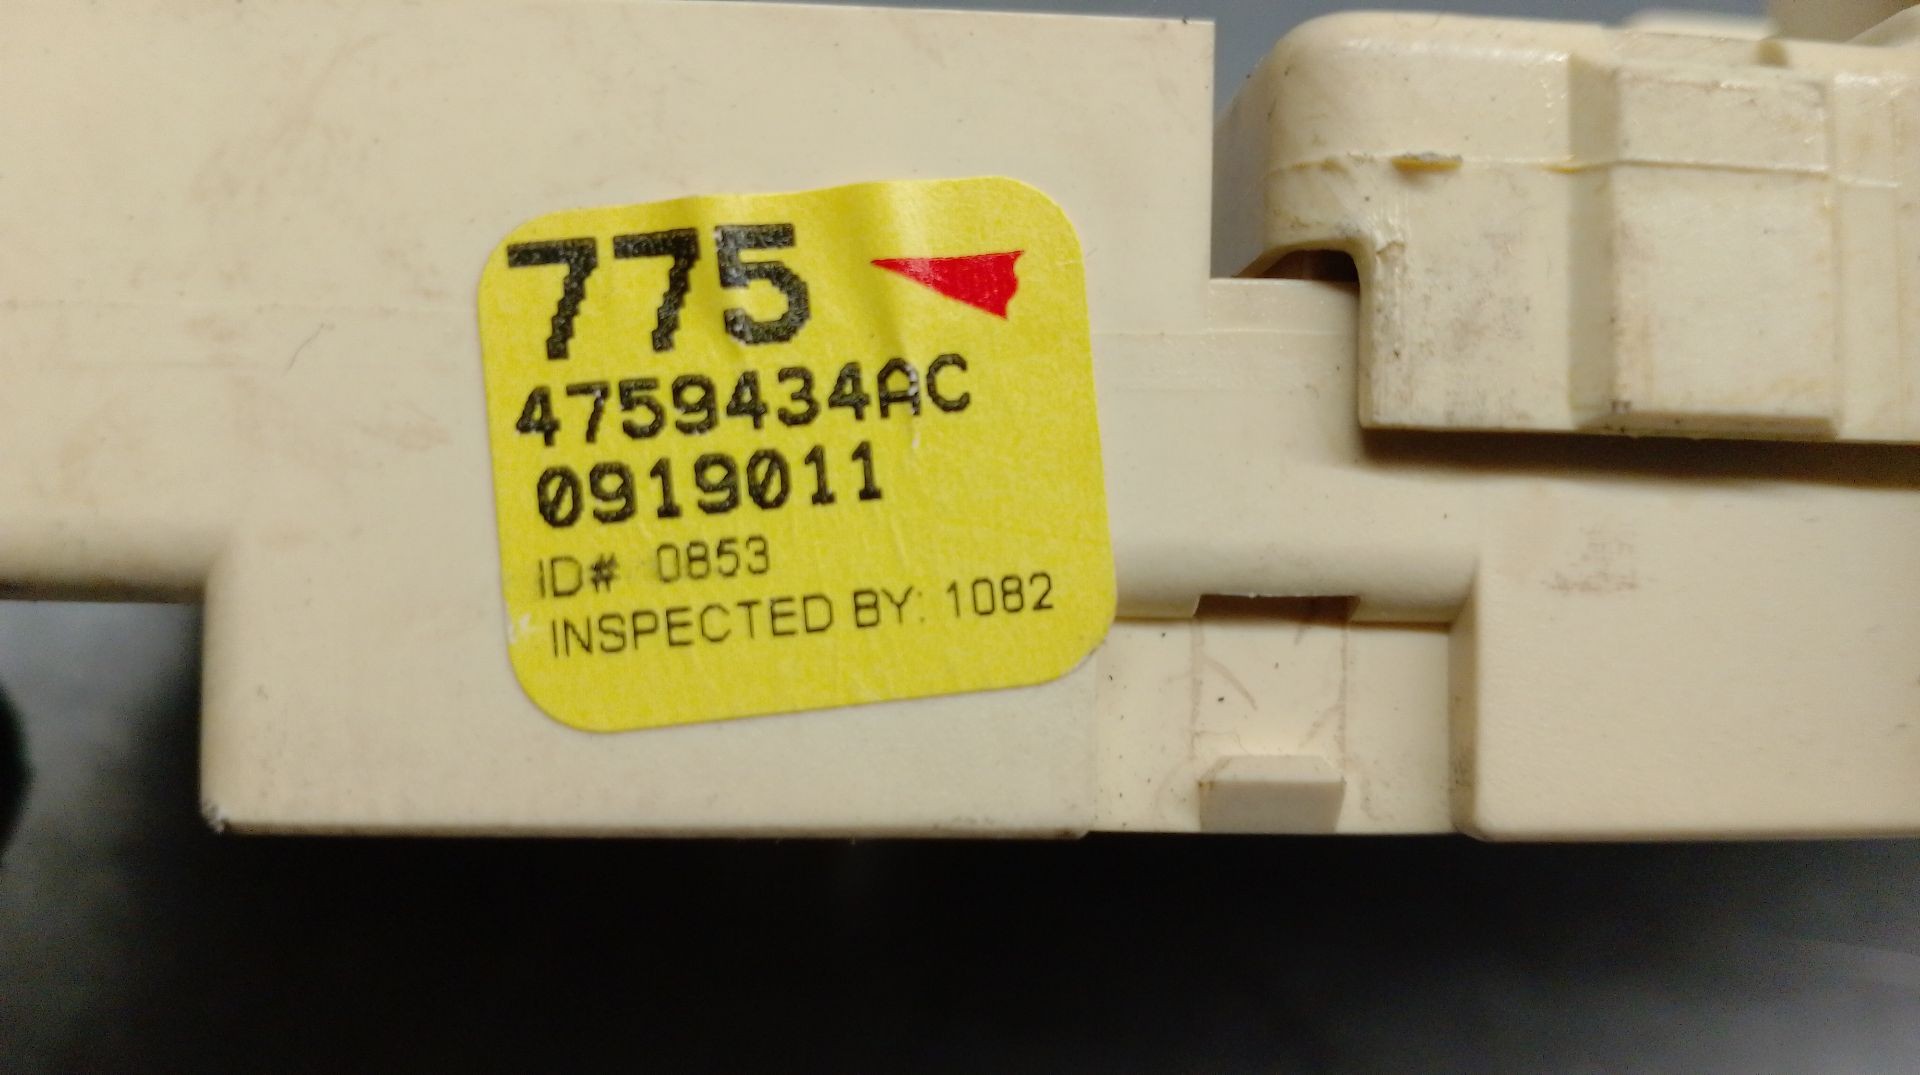 775
4759434AC
0919011
ID# 0853
INSPECTED BY: 1082